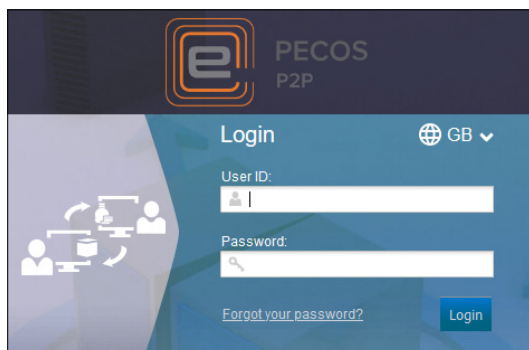 e PECOS
P2P
Login
GB
User ID:
Password:
Forgot your password?
Login